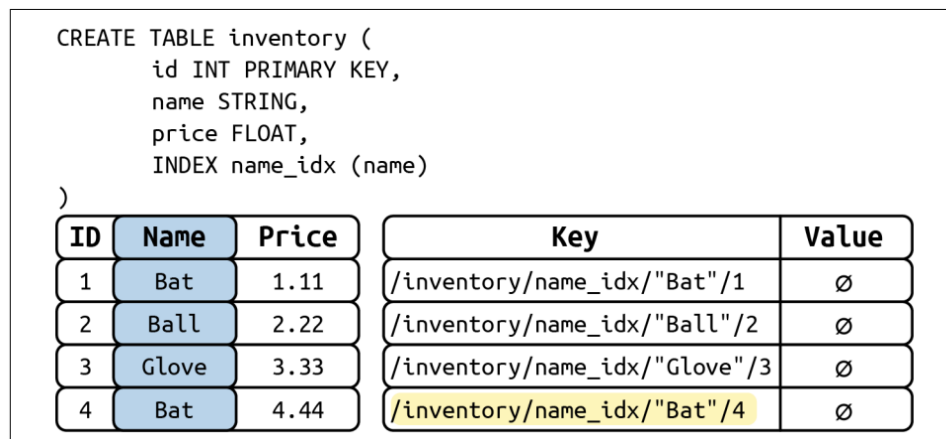 CREATE TABLE inventory (
id INT PRIMARY KEY,
name STRING,
price FLOAT,
INDEX name_idx (name)
)
ID Name Price Key Value
1 Bat 1.11 /inventory/name_idx/"Bat"/1 ∅
2 Ball 2.22 /inventory/name_idx/"Ball"/2 ∅
3 Glove 3.33 /inventory/name_idx/"Glove"/3 ∅
4 Bat 4.44 /inventory/name_idx/"Bat"/4 ∅